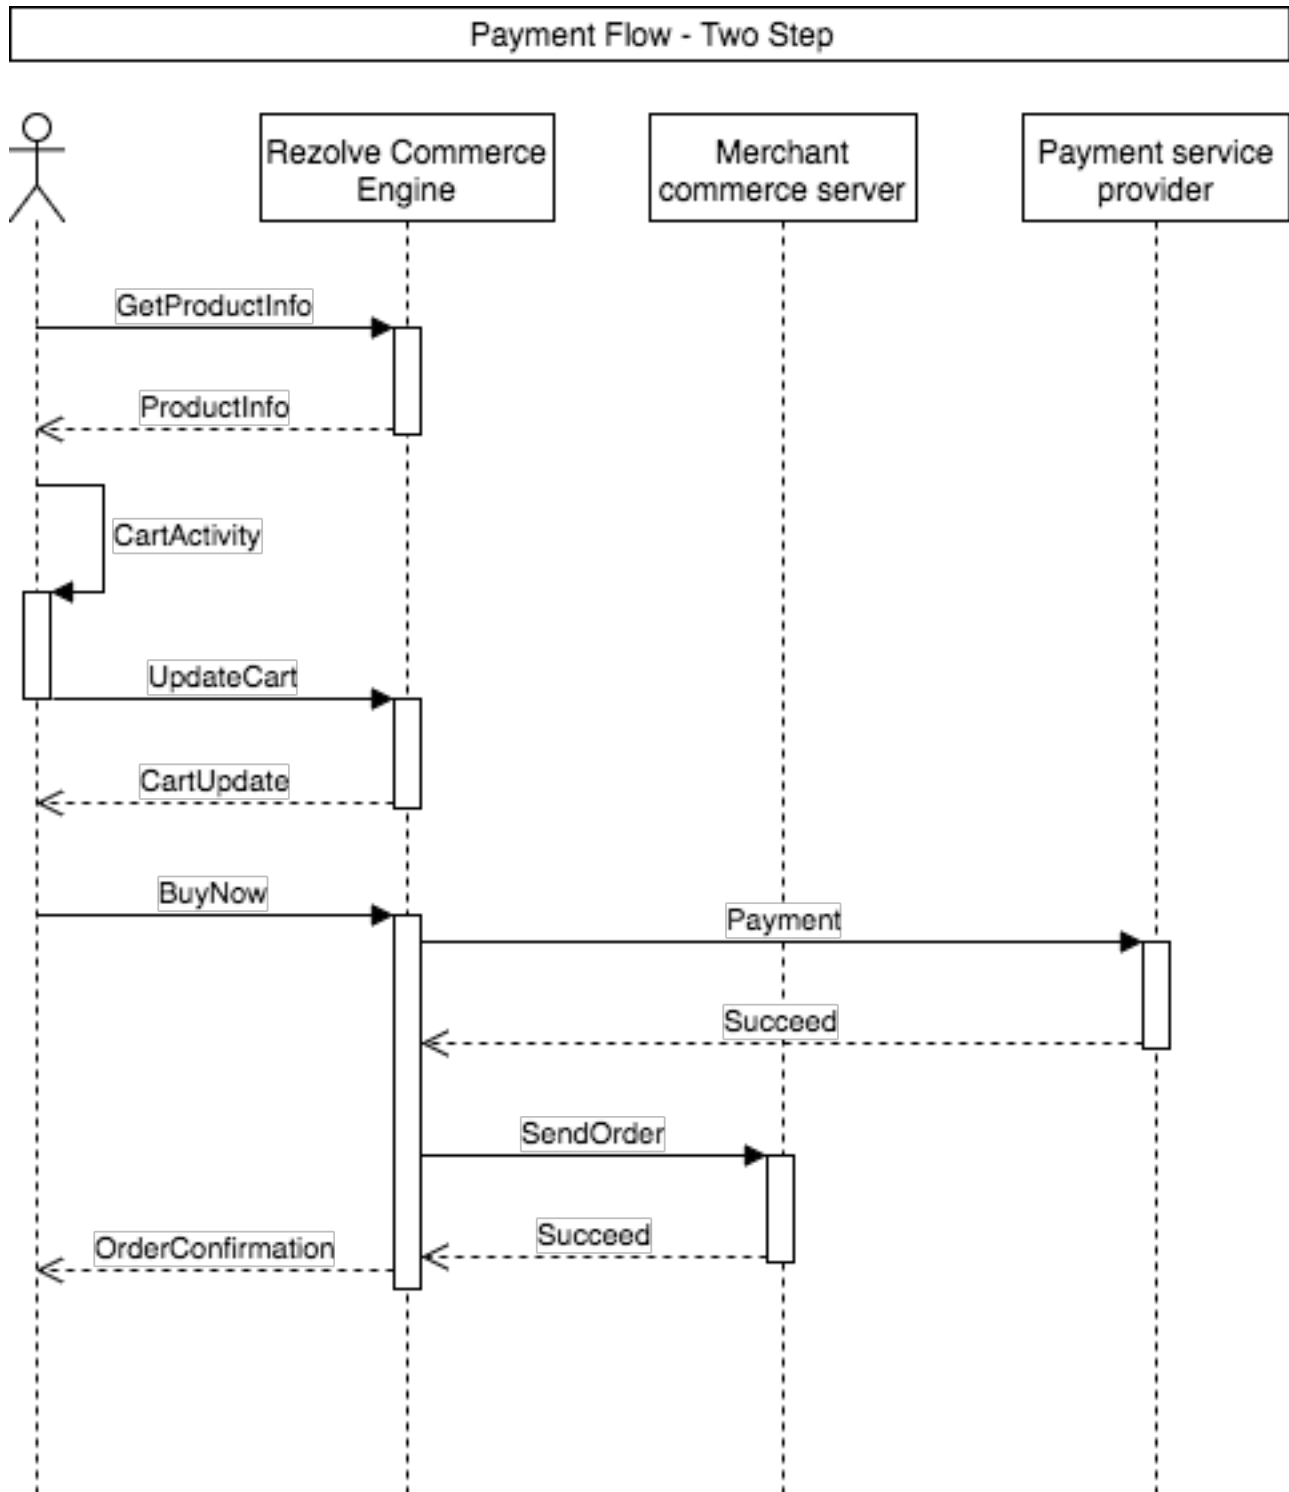 Payment Flow - Two Step
Rezolve Commerce
Engine
Merchant
commerce server
Payment service
provider
GetProductInfo
ProductInfo
CartActivity
UpdateCart
CartUpdate
BuyNow
Payment
Succeed
SendOrder
Succeed
OrderConfirmation